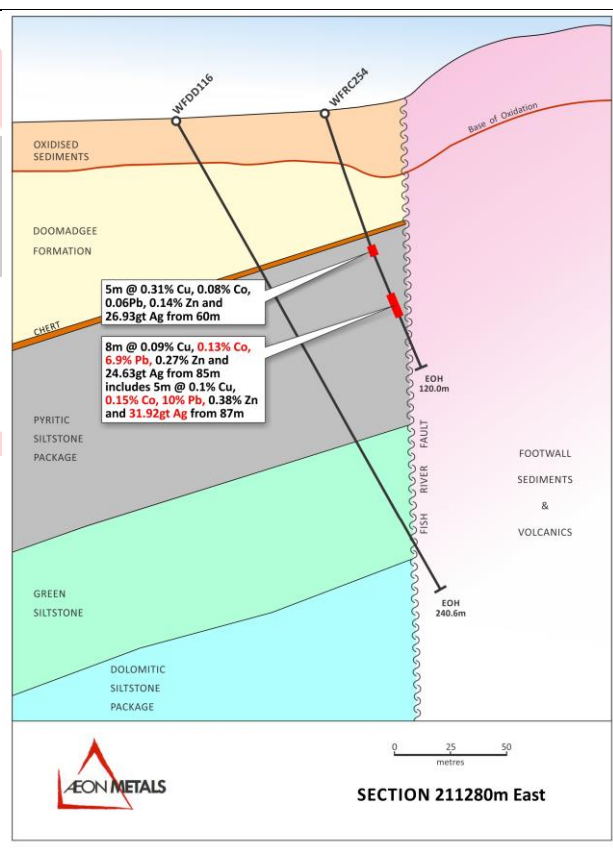 WFDD116
WFRC254
Base of Oxidation
OXIDISED
SEDIMENTS
DOOMADGEE
FORMATION
5m @ 0.31% Cu, 0.08% Co,
0.06Pb, 0.14% Zn and
26.93gt Ag from 60m
CHERT
8m @ 0.09% Cu, 0.13% Co,
6.9% Pb, 0.27% Zn and
24.63gt Ag from 85m
includes 5m @ 0.1% Cu,
0.15% Co, 10% Pb, 0.38% Zn
and 31.92gt Ag from 87m
EOH
120.0m
PYRITIC
SILTSTONE
PACKAGE
FISH RIVER FAULT
FOOTWALL
SEDIMENTS
&
VOLCANICS
GREEN
SILTSTONE
EOH
240.6m
DOLOMITIC
SILTSTONE
PACKAGE
ÆON METALS
0 25 50
metres
SECTION 211280m East